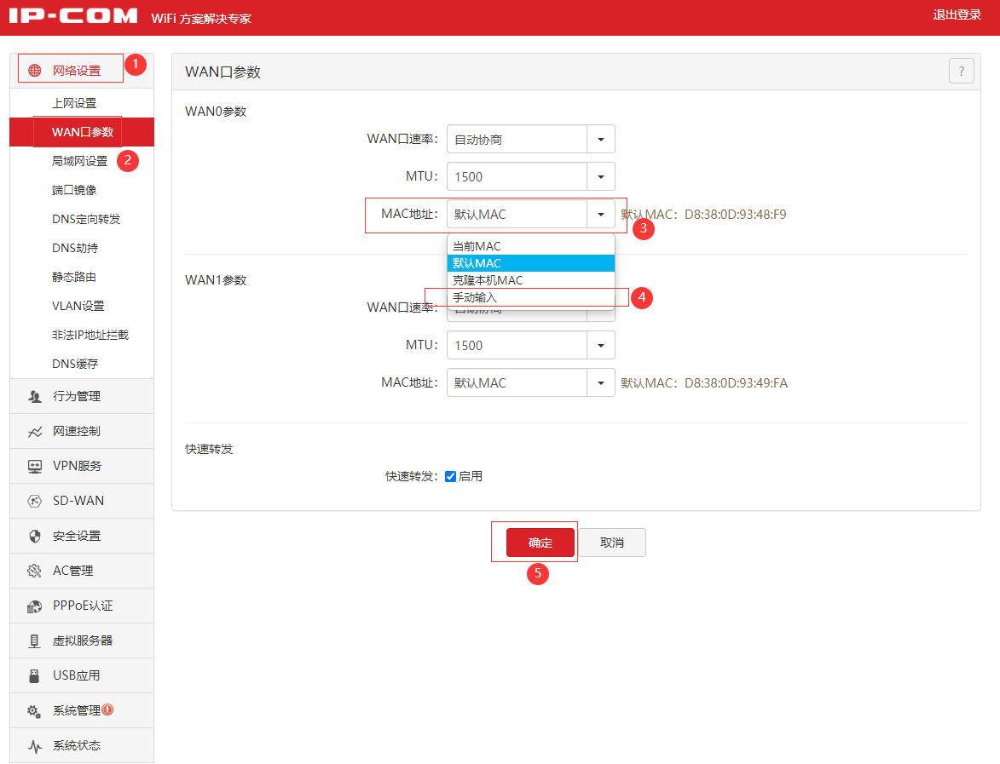 IP-COM WiFi 方案解决专家
退出登录
网络设置 1
上网设置
WAN口参数
局域网设置 2
端口镜像
DNS定向转发
DNS劫持
静态路由
VLAN设置
非法IP地址拦截
DNS缓存
行为管理
网速控制
VPN服务
SD-WAN
安全设置
AC管理
PPPoE认证
虚拟服务器
USB应用
系统管理
系统状态
WAN口参数 ?
WAN0参数
WAN口速率： 自动协商
MTU： 1500
MAC地址： 默认MAC 默认MAC：D8:38:0D:93:48:F9
3
当前MAC
默认MAC
克隆本机MAC
手动输入 4
WAN1参数
WAN口速率： 自动协商
MTU： 1500
MAC地址： 默认MAC 默认MAC：D8:38:0D:93:49:FA
快速转发
快速转发： 启用
确定 取消
5